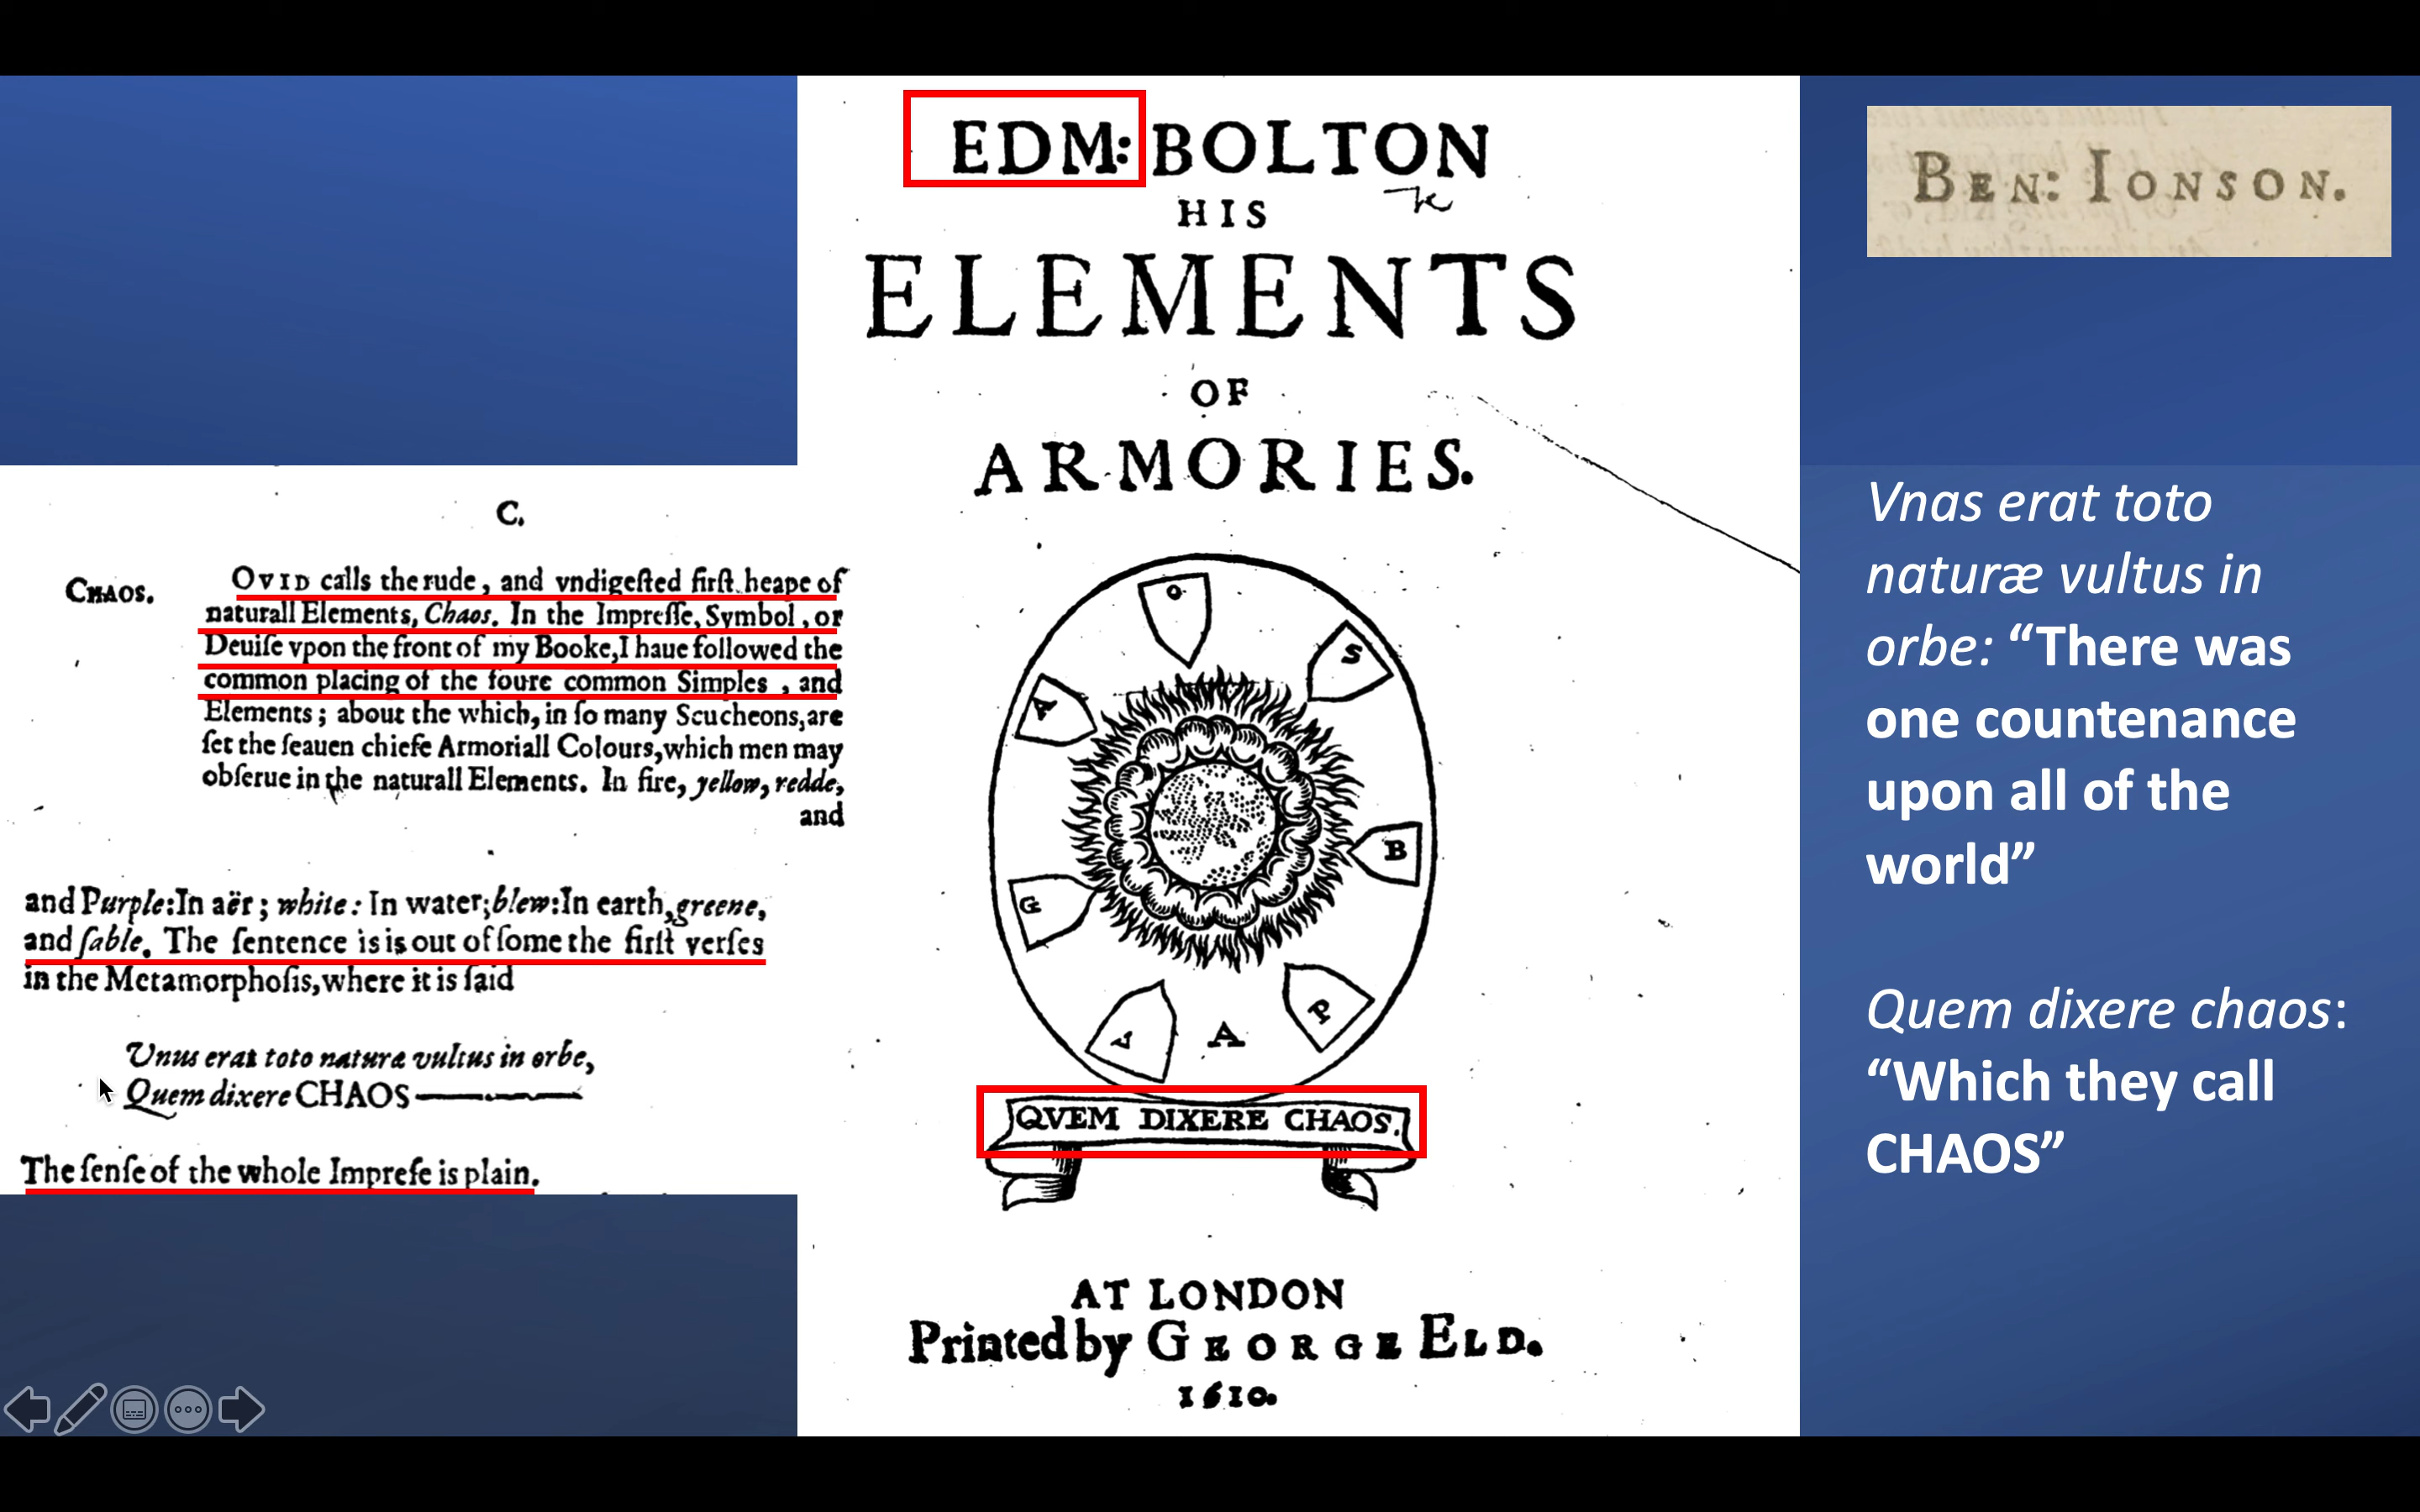 EDM: BOLTON
HIS
ELEMENTS
OF
ARMORIES.
O
S
A
B
G
P
V
A
QVEM DIXERE CHAOS.
AT LONDON
Printed by GEORGE ELD.
1610.
C.
CHAOS.
OVID calls the rude, and vndigeſted firſt heape of
naturall Elements, Chaos. In the Impreſſe, Symbol, or
Deuiſe vpon the front of my Booke, I haue followed the
common placing of the foure common Simples, and
Elements; about the which, in ſo many Scucheons, are
ſet the ſeauen chiefe Armoriall Colours, which men may
obſerue in the naturall Elements. In fire, yellow, redde,
and
and Purple: In aër; white: In water; blew: In earth, greene,
and ſable. The ſentence is is out of ſome the firſt verſes
in the Metamorphoſis, where it is ſaid
Unus erat toto naturæ vultus in orbe,
Quem dixere CHAOS
The ſenſe of the whole Impreſe is plain.
BEN: IONSON.
Vnas erat toto
naturæ vultus in
orbe: “There was
one countenance
upon all of the
world”
Quem dixere chaos:
“Which they call
CHAOS”